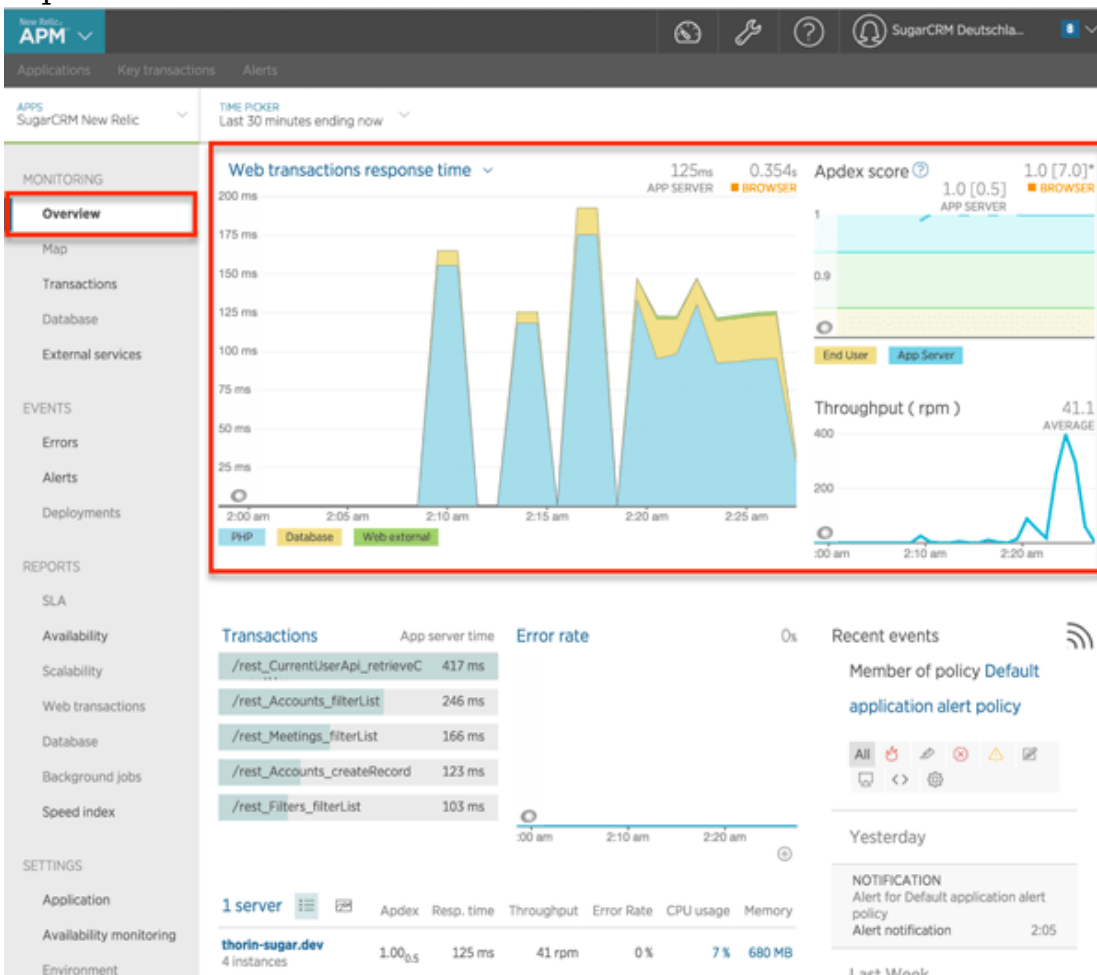 New Relic.
APM
SugarCRM Deutschla...
8
Applications Key transactions Alerts
APPS
SugarCRM New Relic
TIME PICKER
Last 30 minutes ending now
MONITORING
Overview
Map
Transactions
Database
External services
EVENTS
Errors
Alerts
Deployments
REPORTS
SLA
Availability
Scalability
Web transactions
Database
Background jobs
Speed index
SETTINGS
Application
Availability monitoring
Environment
Web transactions response time
125ms
APP SERVER
0.354s
BROWSER
200 ms
175 ms
150 ms
125 ms
100 ms
75 ms
50 ms
25 ms
2:00 am 2:05 am 2:10 am 2:15 am 2:20 am 2:25 am
PHP Database Web external
Apdex score ?
1.0 [0.5]
APP SERVER
1.0 [7.0]*
BROWSER
1
0.9
End User App Server
Throughput ( rpm )
41.1
AVERAGE
400
200
:00 am 2:10 am 2:20 am
Transactions App server time
/rest_CurrentUserApi_retrieveC 417 ms
/rest_Accounts_filterList 246 ms
/rest_Meetings_filterList 166 ms
/rest_Accounts_createRecord 123 ms
/rest_Filters_filterList 103 ms
Error rate 0%
:00 am 2:10 am 2:20 am
Recent events
Member of policy Default
application alert policy
All
Yesterday
NOTIFICATION
Alert for Default application alert
policy
Alert notification 2:05
Last Week
1 server Apdex Resp. time Throughput Error Rate CPU usage Memory
thorin-sugar.dev 1.00 0.5 125 ms 41 rpm 0 % 7 % 680 MB
4 instances